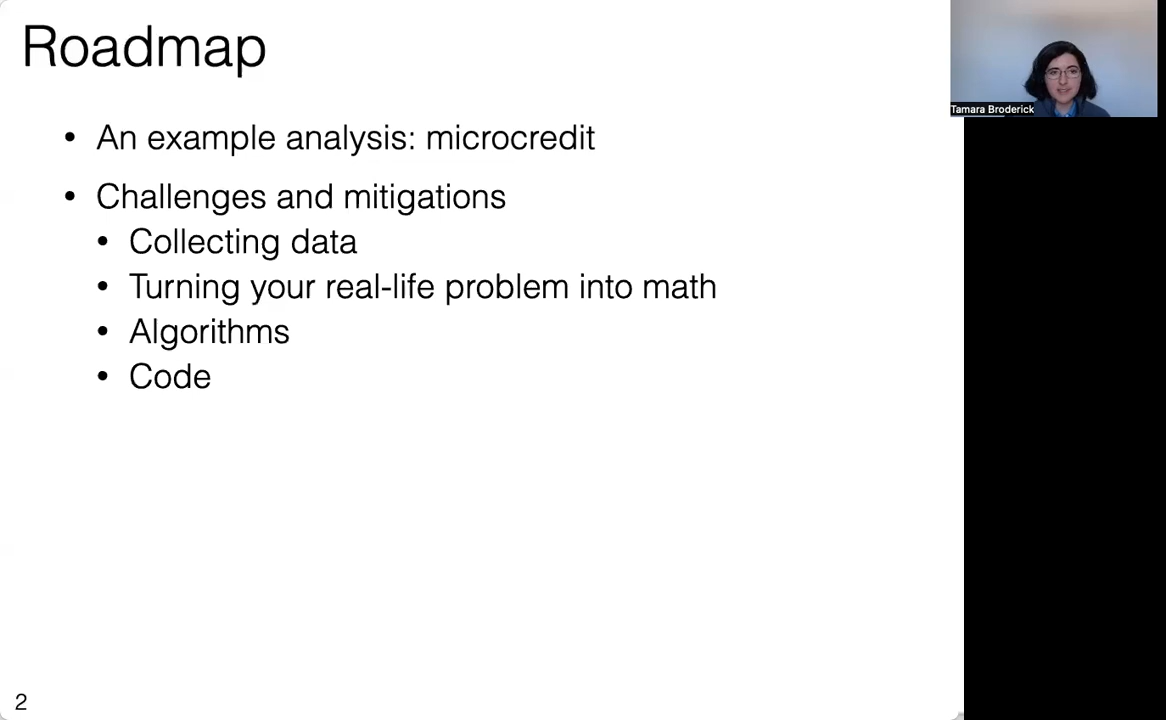 Roadmap
Tamara Broderick
• An example analysis: microcredit
• Challenges and mitigations
• Collecting data
• Turning your real-life problem into math
• Algorithms
• Code
2